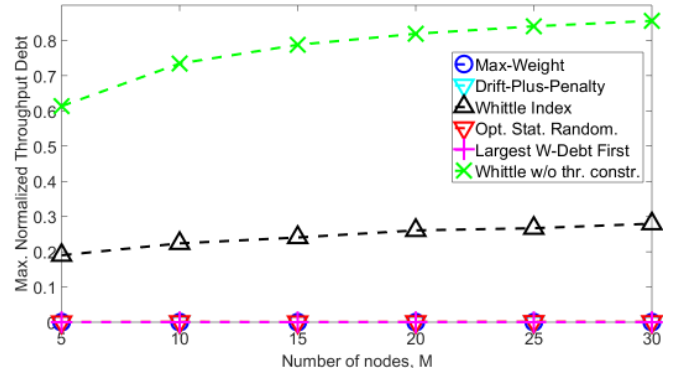 Max. Normalized Throughput Debt
0.8
0.7
0.6
0.5
0.4
0.3
0.2
0.1
0
Max-Weight
Drift-Plus-Penalty
Whittle Index
Opt. Stat. Random.
Largest W-Debt First
Whittle w/o thr. constr.
5 10 15 20 25 30
Number of nodes, M